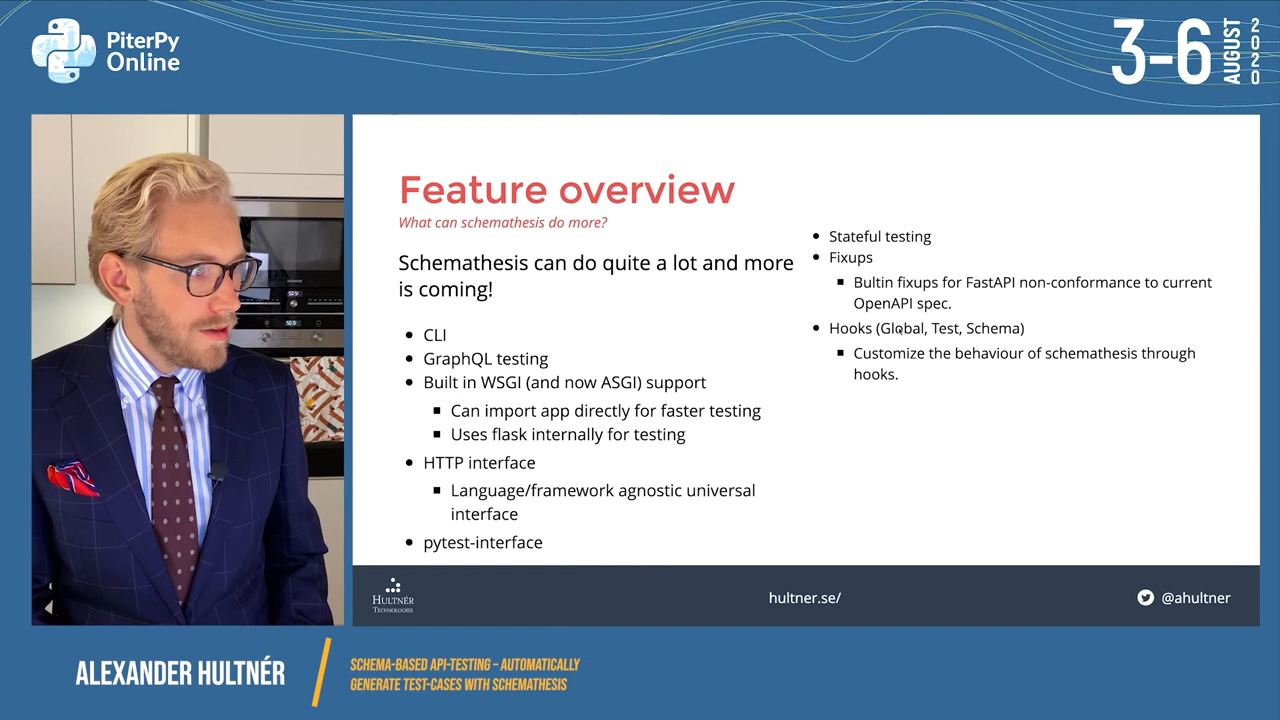 PiterPy
Online
3-6
AUGUST
2020
Feature overview
What can schemathesis do more?
Schemathesis can do quite a lot and more
is coming!
CLI
GraphQL testing
Built in WSGI (and now ASGI) support
Can import app directly for faster testing
Uses flask internally for testing
HTTP interface
Language/framework agnostic universal
interface
pytest-interface
Stateful testing
Fixups
Bultin fixups for FastAPI non-conformance to current
OpenAPI spec.
Hooks (Global, Test, Schema)
Customize the behaviour of schemathesis through
hooks.
HULTNÉR
TECHNOLOGIES
hultner.se/
@ahultner
ALEXANDER HULTNÉR
SCHEMA-BASED API-TESTING – AUTOMATICALLY
GENERATE TEST-CASES WITH SCHEMATHESIS